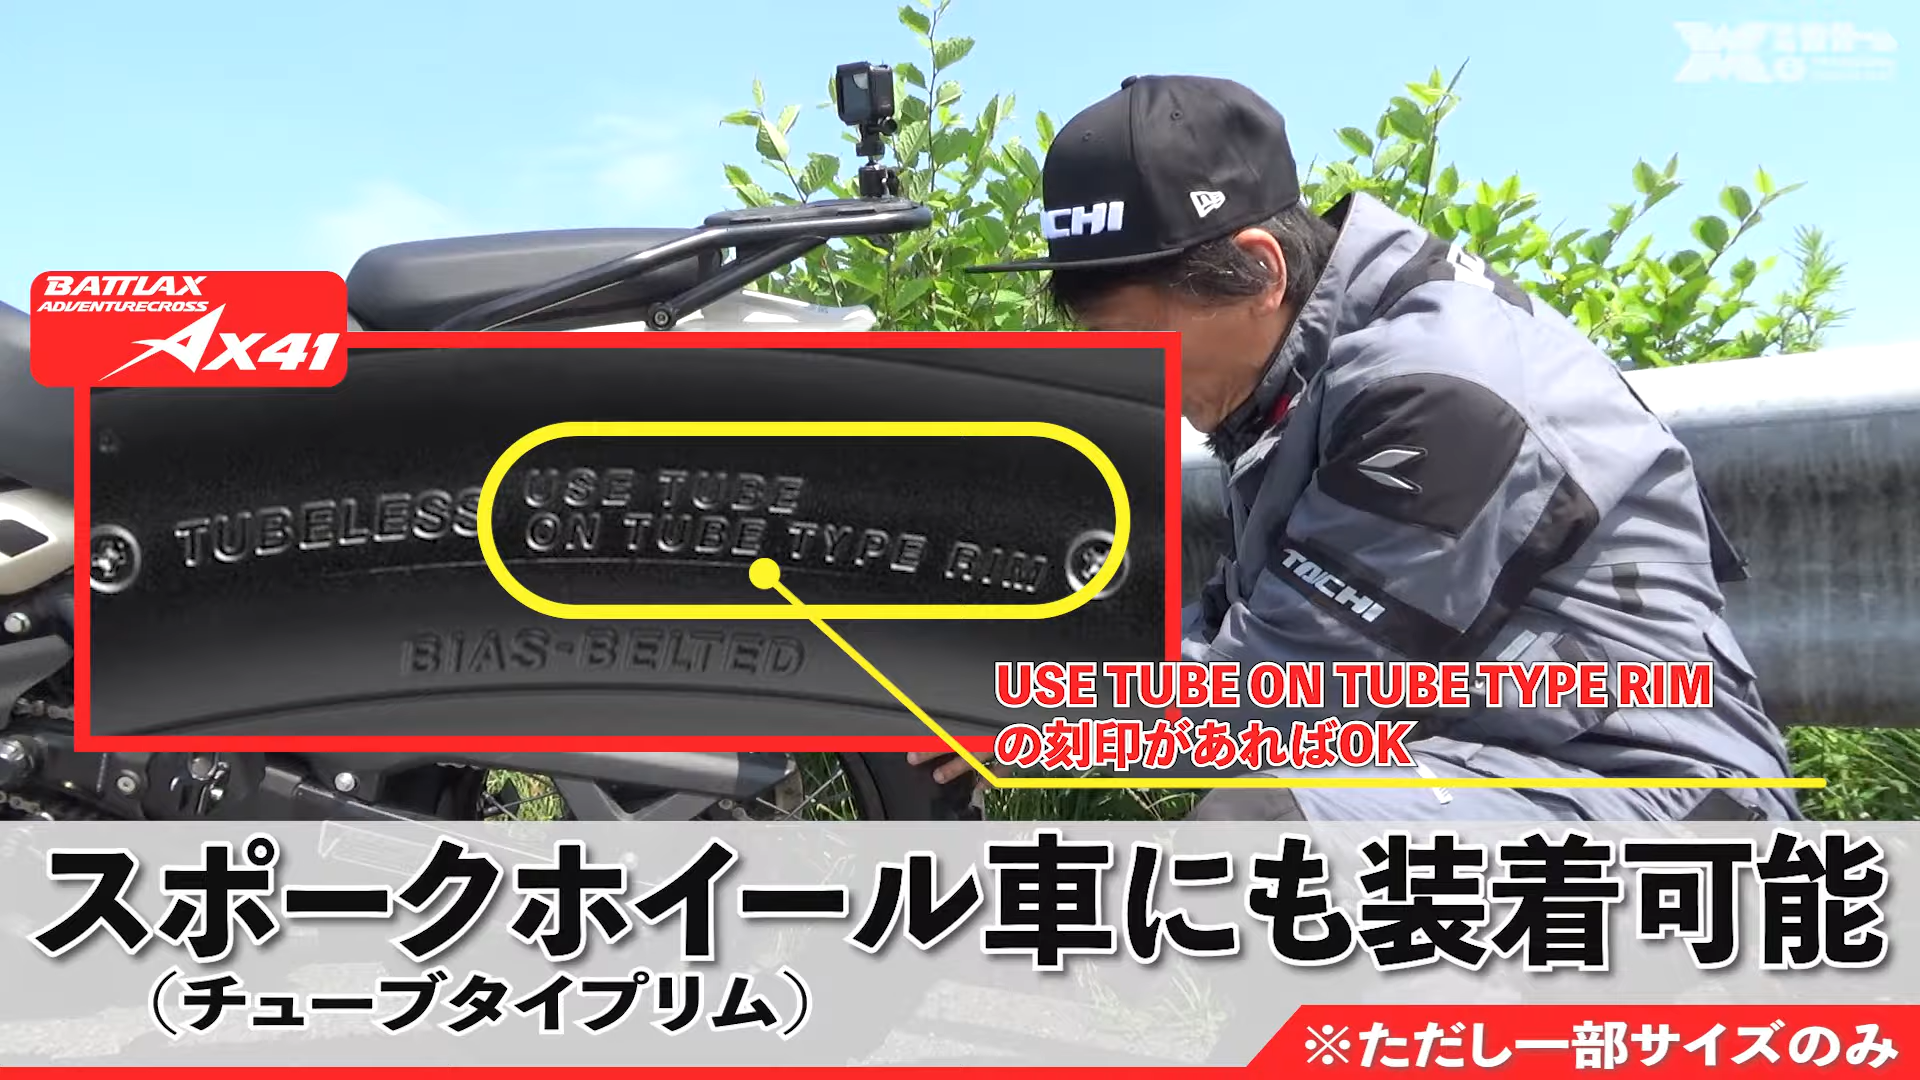 BATTLAX
ADVENTURECROSS
AX41
TUBELESS
USE TUBE
ON TUBE TYPE RIM
BIAS-BELTED
TAICHI
USE TUBE ON TUBE TYPE RIM
の刻印があればOK
スポークホイール車にも装着可能
（チューブタイプリム）
※ただし一部サイズのみ